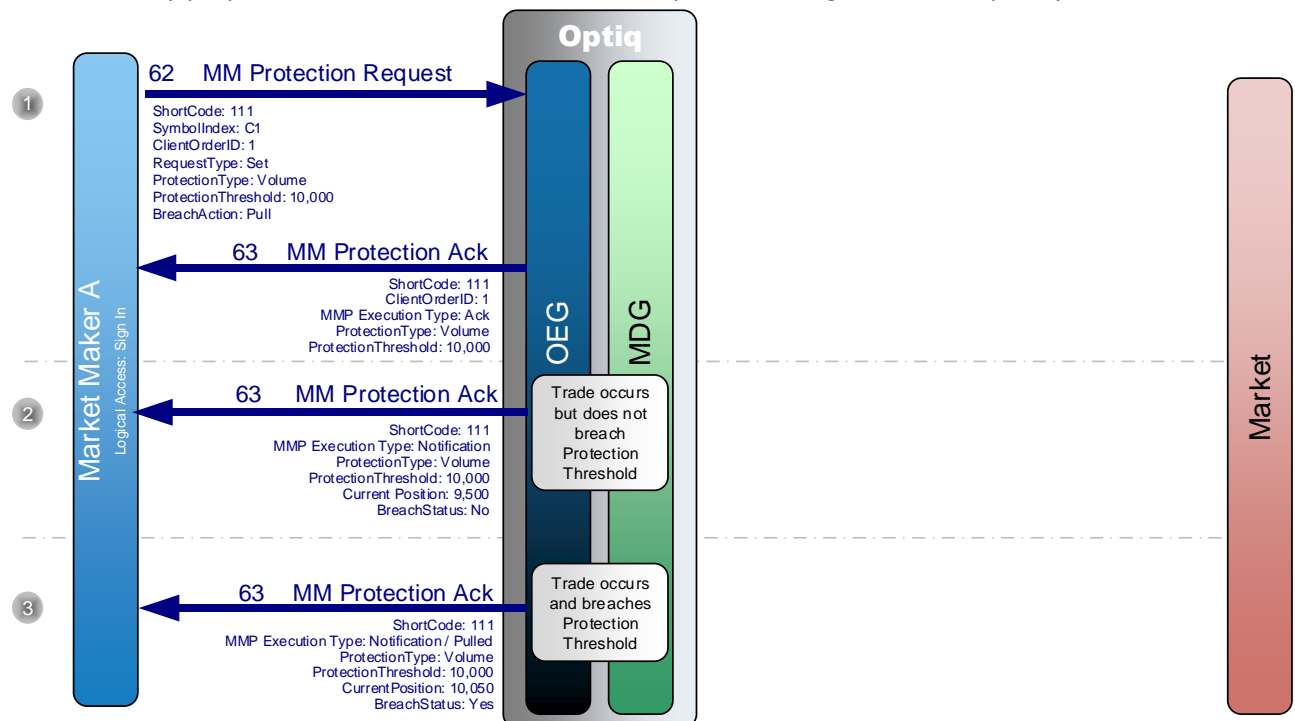 Optiq
1
62 MM Protection Request
ShortCode: 111
SymbolIndex: C1
ClientOrderID: 1
RequestType: Set
ProtectionType: Volume
ProtectionThreshold: 10,000
BreachAction: Pull
63 MM Protection Ack
ShortCode: 111
ClientOrderID: 1
MMP Execution Type: Ack
ProtectionType: Volume
ProtectionThreshold: 10,000
Market Maker A
Logical Access: Sign In
OEG
MDG
Market
2
63 MM Protection Ack
ShortCode: 111
MMP Execution Type: Notification
ProtectionType: Volume
ProtectionThreshold: 10,000
Current Position: 9,500
BreachStatus: No
Trade occurs
but does not
breach
Protection
Threshold
3
63 MM Protection Ack
ShortCode: 111
MMP Execution Type: Notification / Pulled
ProtectionType: Volume
ProtectionThreshold: 10,000
CurrentPosition: 10,050
BreachStatus: Yes
Trade occurs
and breaches
Protection
Threshold